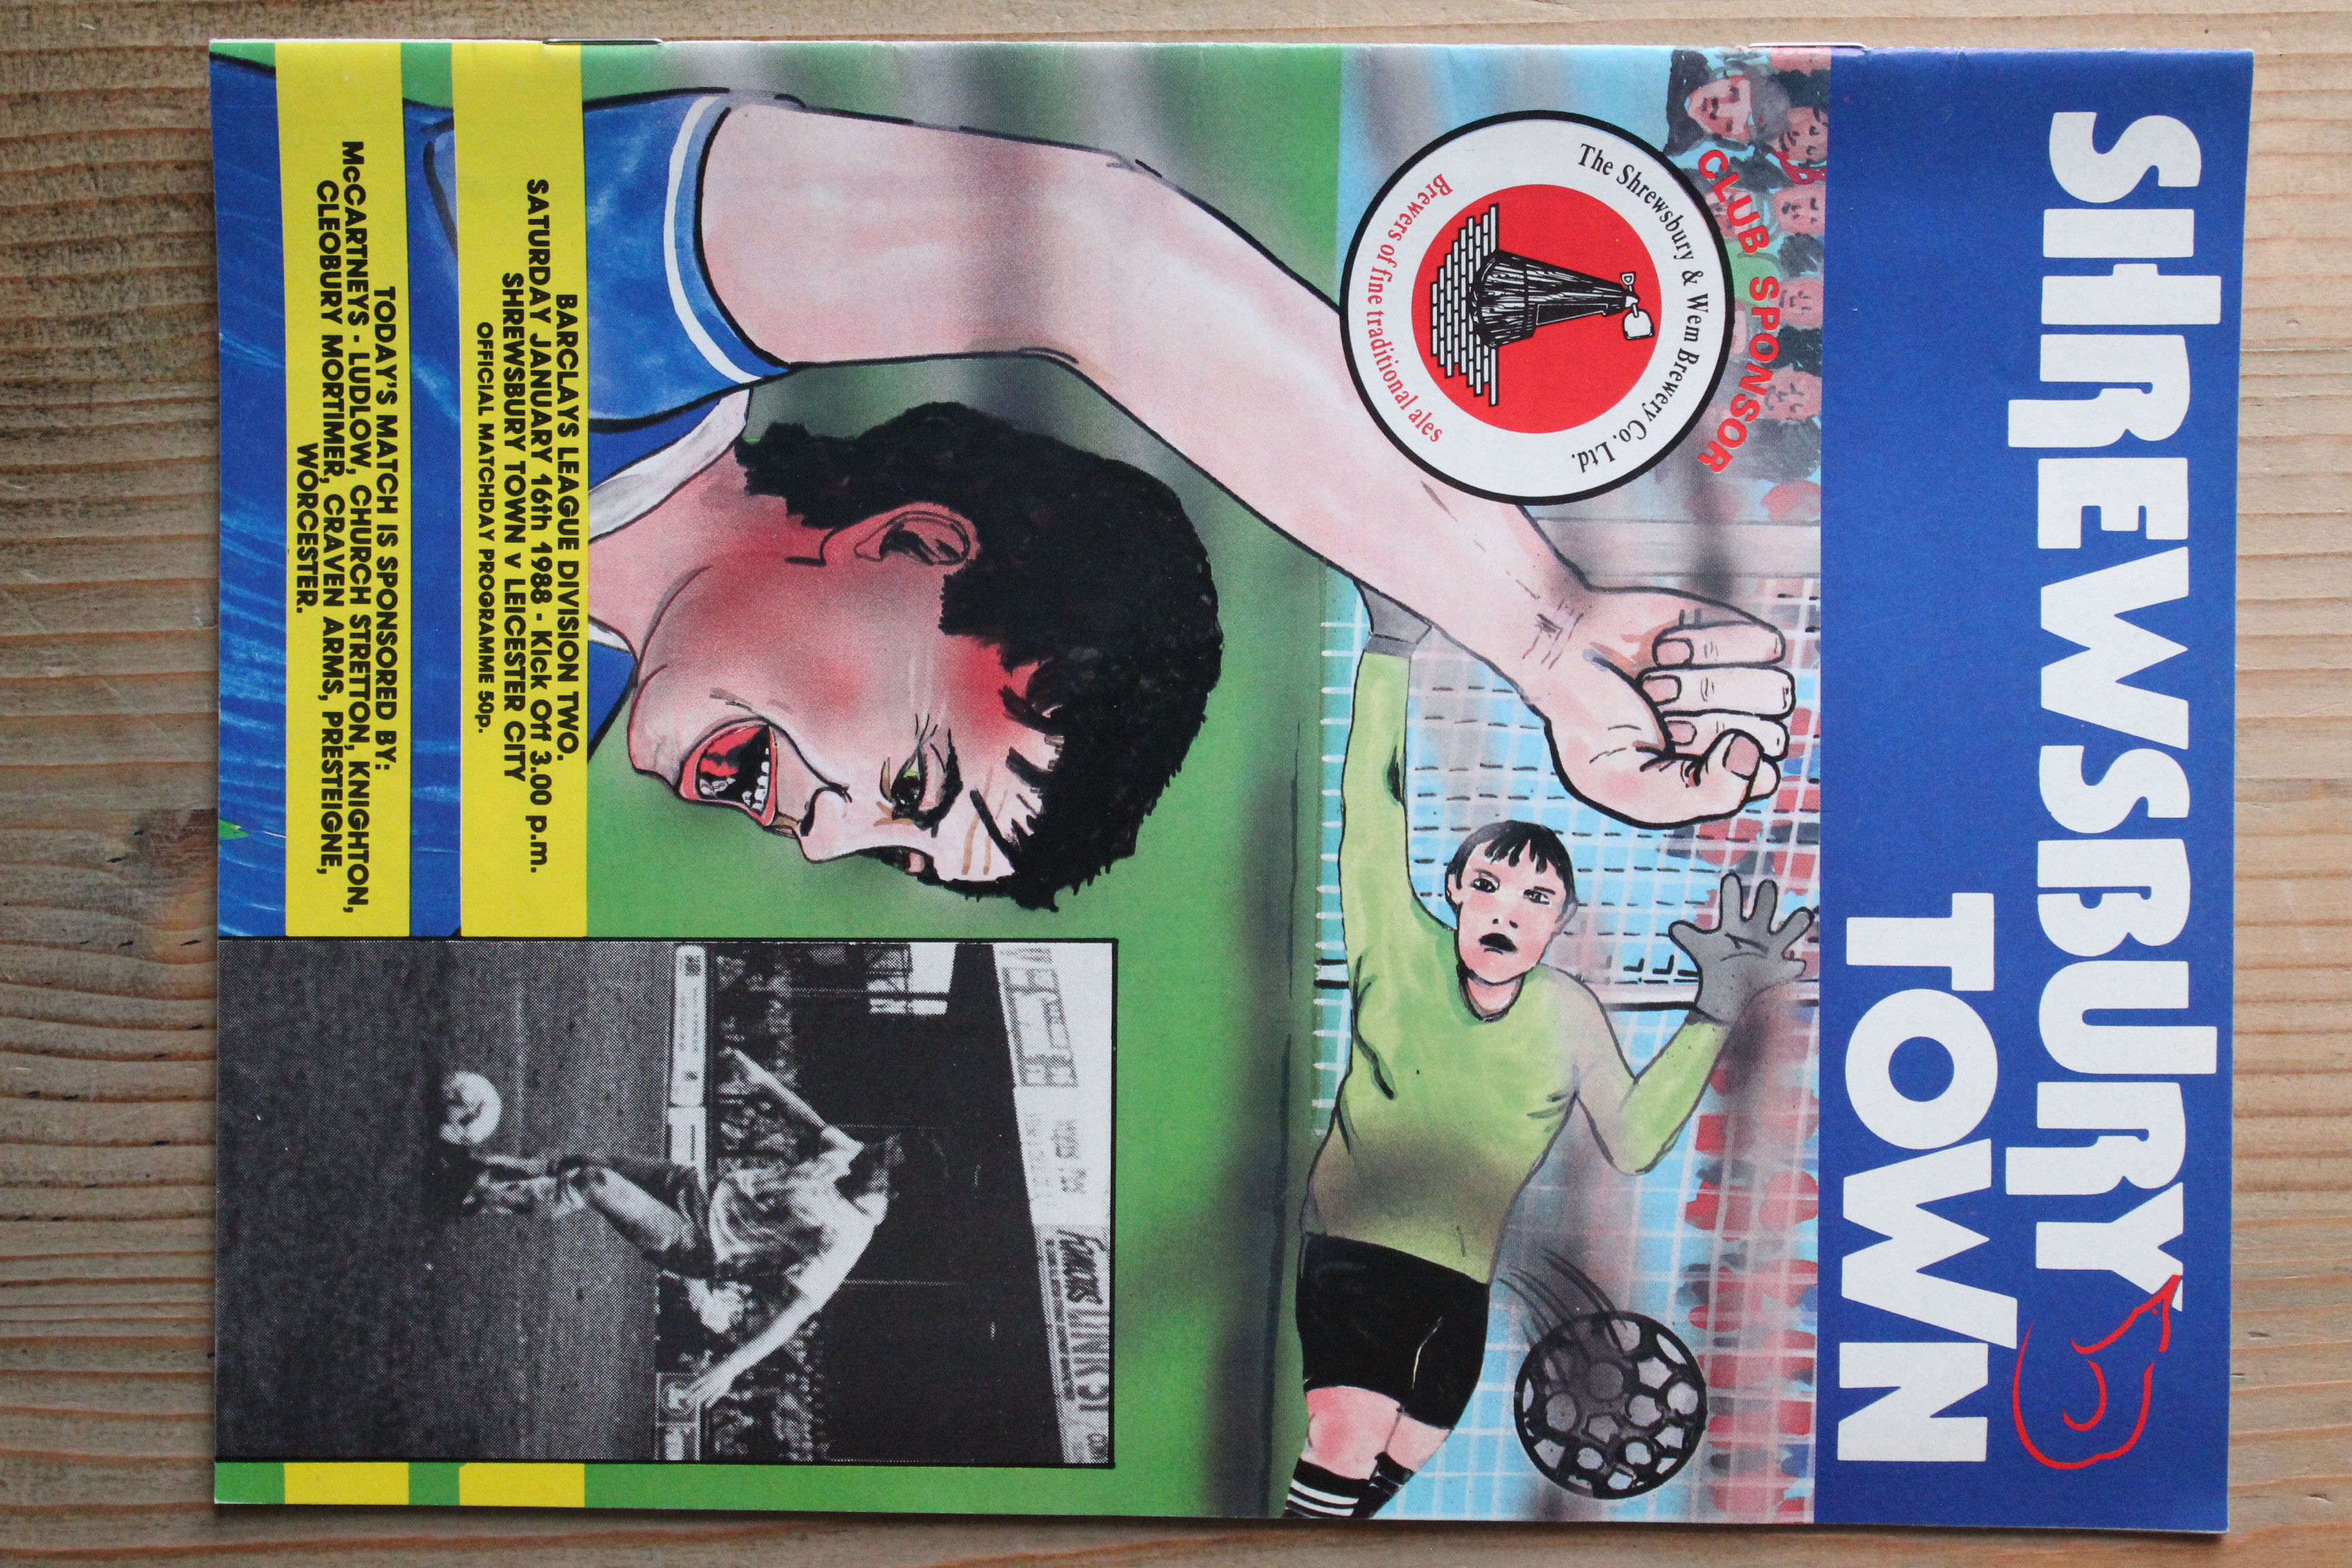 SHREWSBURY
TOWN
CLUB SPONSOR
The Shrewsbury & Wem Brewery Co. Ltd.
Brewers of fine traditional ales
BARCLAYS LEAGUE DIVISION TWO.
SATURDAY JANUARY 16th 1988 - Kick Off 3.00 p.m.
SHREWSBURY TOWN v LEICESTER CITY
OFFICIAL MATCHDAY PROGRAMME 50p.
TODAY'S MATCH IS SPONSORED BY:
McCARTNEYS - LUDLOW, CHURCH STRETTON, KNIGHTON,
CLEOBURY MORTIMER, CRAVEN ARMS, PRESTEIGNE,
WORCESTER.